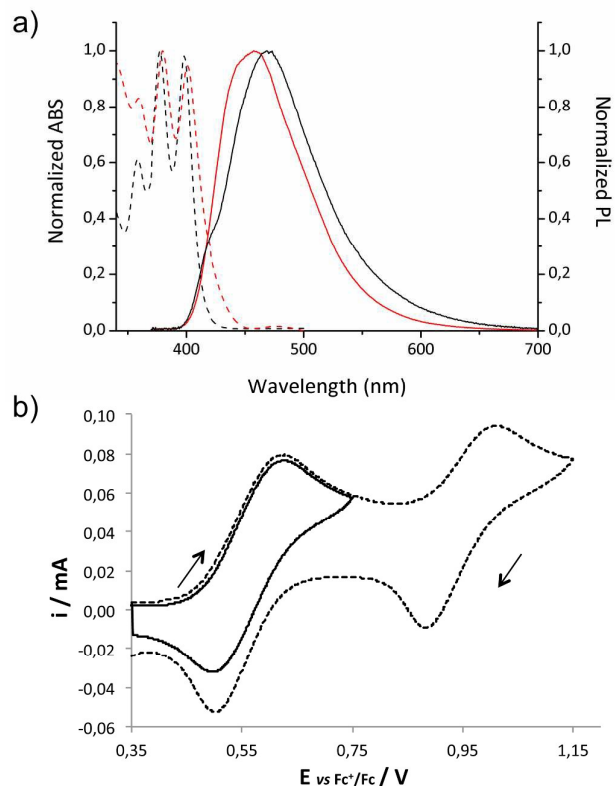 a)
1,0 1,0
0,8 0,8
0,6 0,6
0,4 0,4
0,2 0,2
0,0 0,0
Normalized ABS
Normalized PL
400 500 600 700
Wavelength (nm)
b)
0,10
0,08
0,06
0,04
0,02
0,00
-0,02
-0,04
-0,06
i / mA
0,35 0,55 0,75 0,95 1,15
E vs Fc⁺/Fc / V